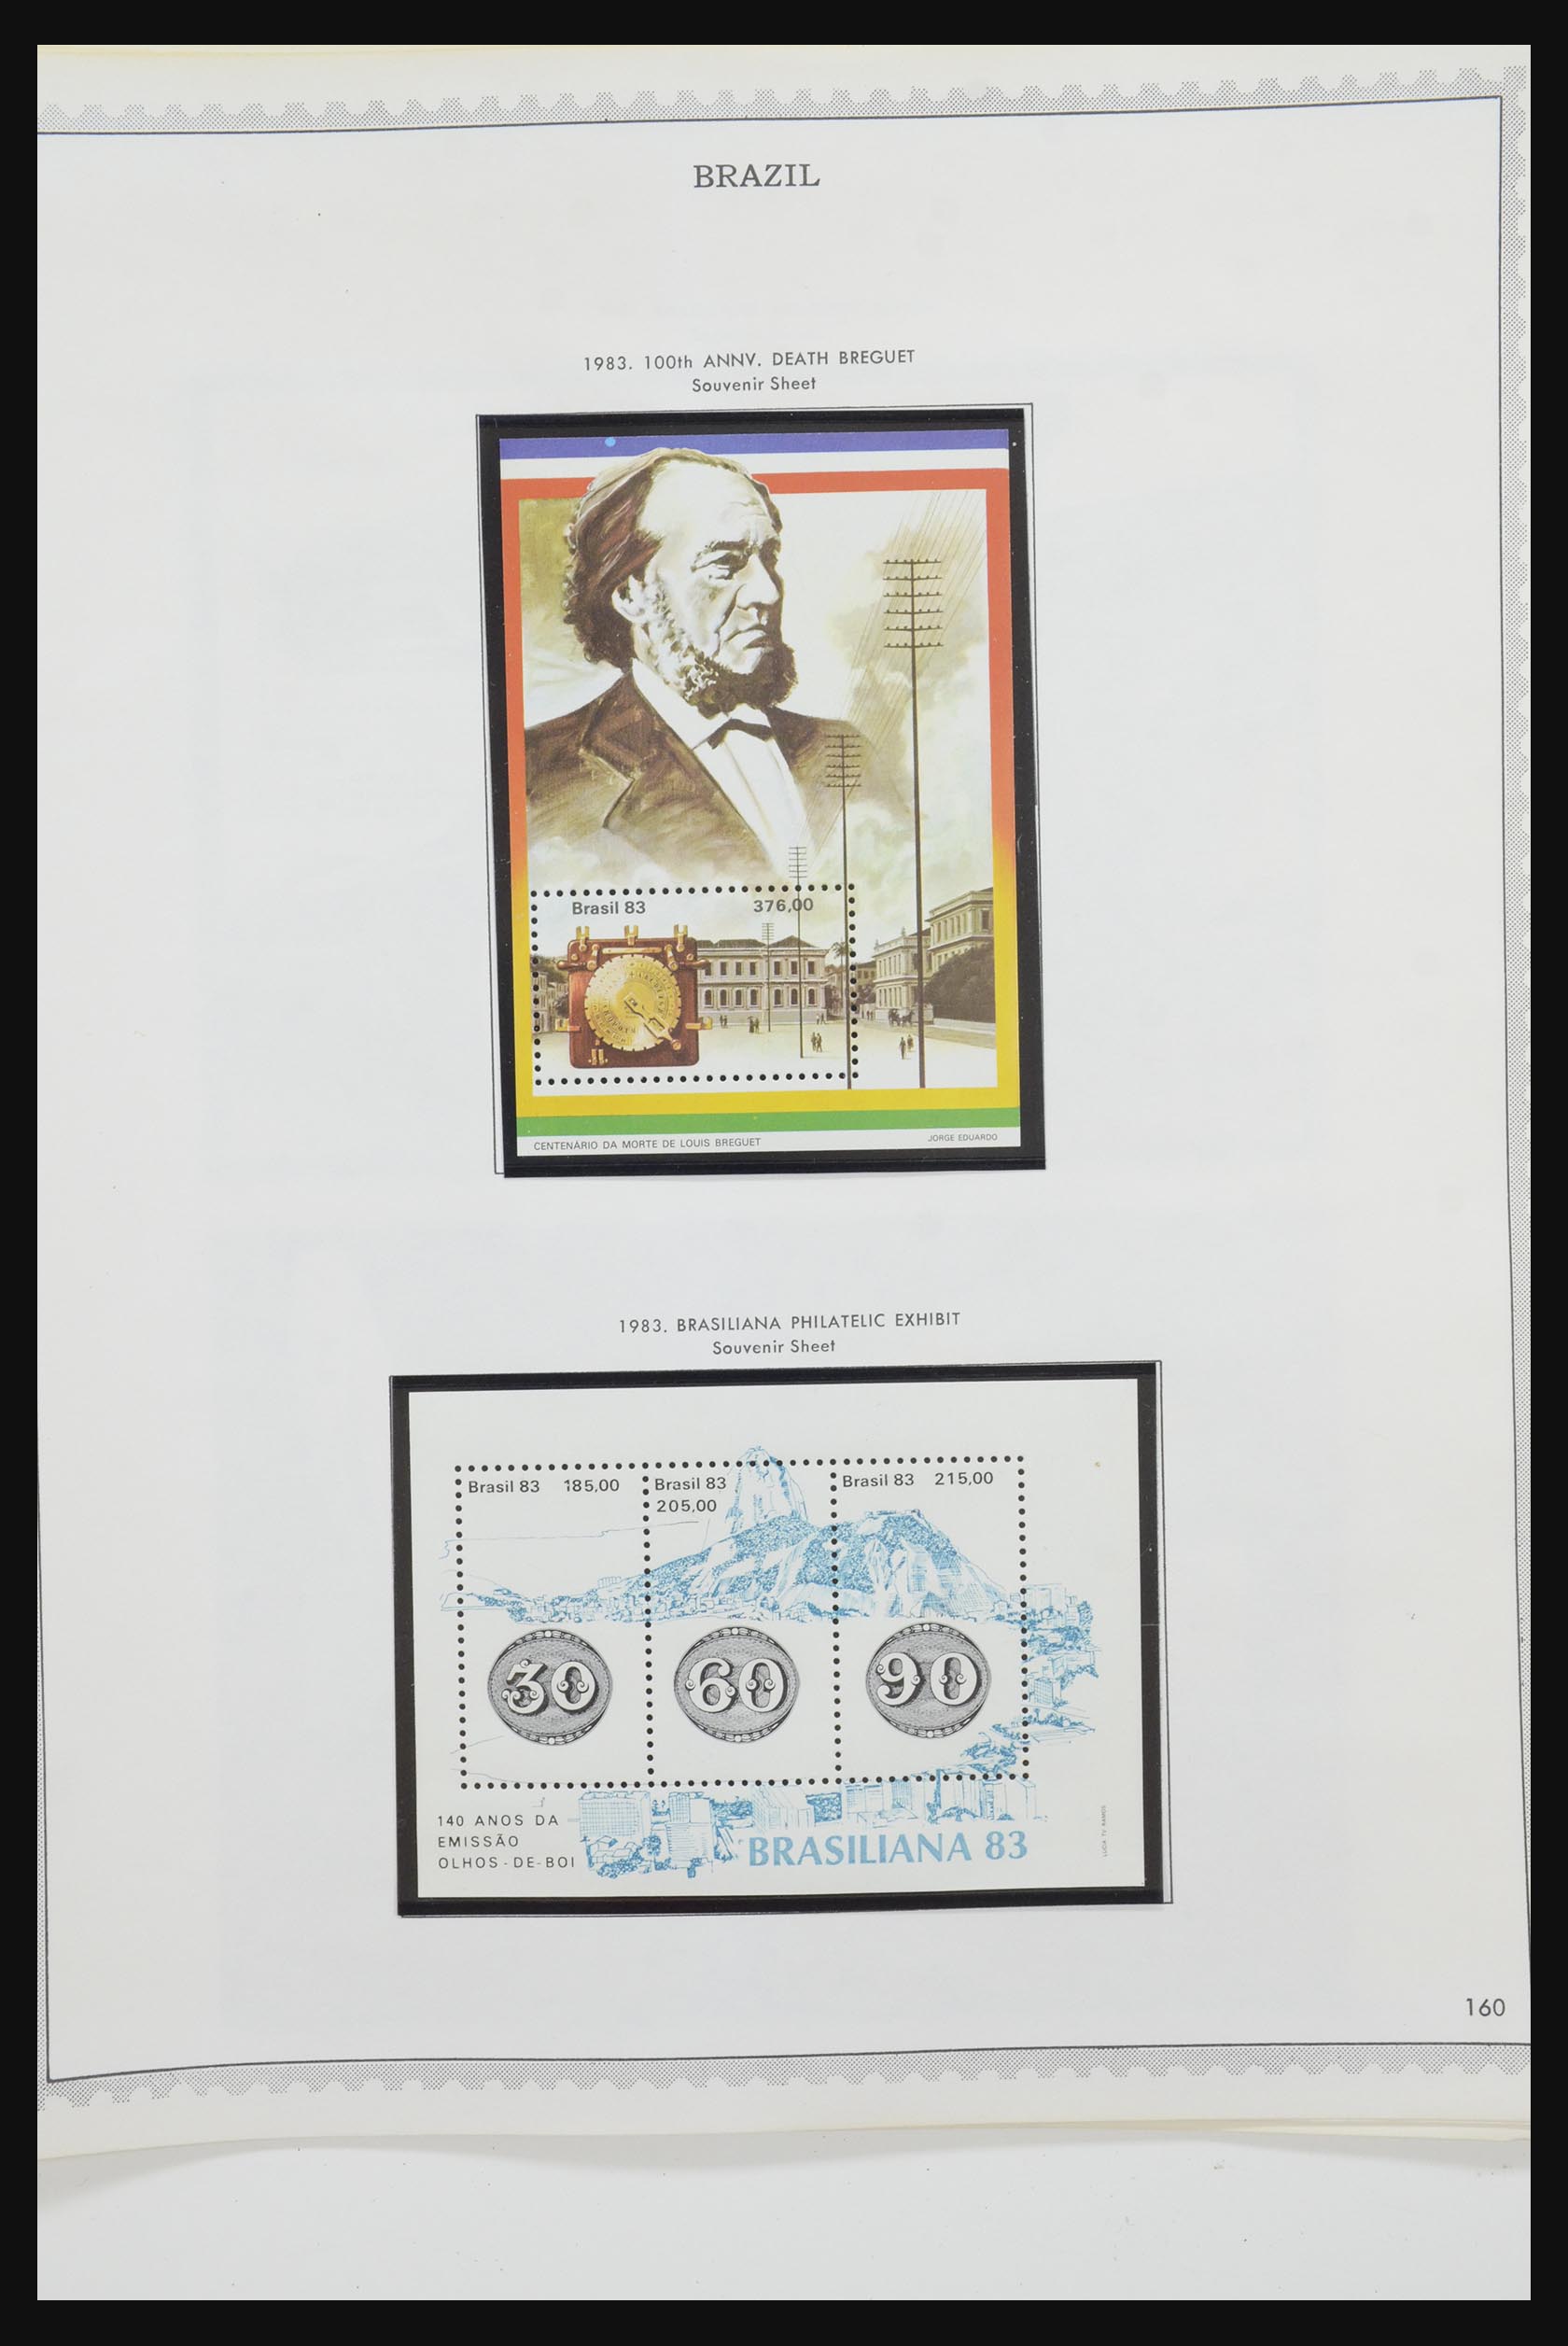 BRAZIL
1983. 100th ANNV. DEATH BREGUET
Souvenir Sheet
Brasil 83 376,00
CENTENÁRIO DA MORTE DE LOUIS BREGUET
JORGE EDUARDO
1983. BRASILIANA PHILATELIC EXHIBIT
Souvenir Sheet
Brasil 83 185,00
Brasil 83
205,00
Brasil 83 215,00
30
60
90
140 ANOS DA
EMISSÃO
OLHOS-DE-BOI
BRASILIANA 83
160